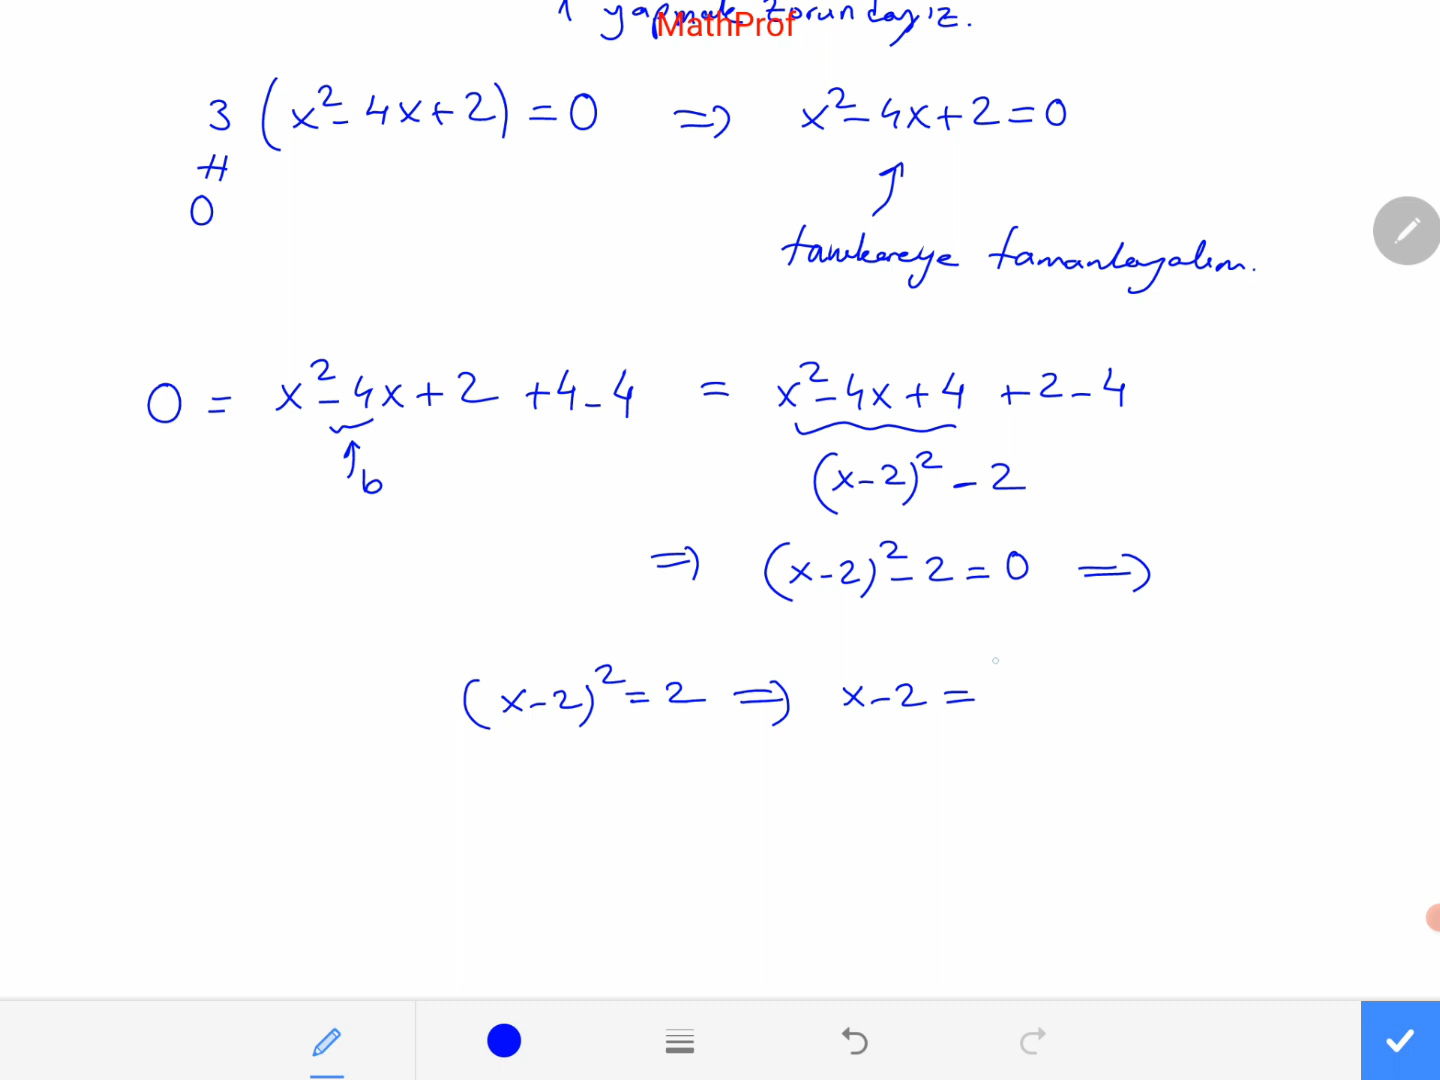 1 yapmak zorundayız.
MathProf
3 (x²-4x+2)=0 ⇒ x²-4x+2=0
≠
0
tamkareye tamamlayalım.
0 = x²-4x+2 +4-4 = x²-4x+4 +2-4
b (x-2)²-2
⇒ (x-2)²-2=0 ⇒
(x-2)²=2 ⇒ x-2=